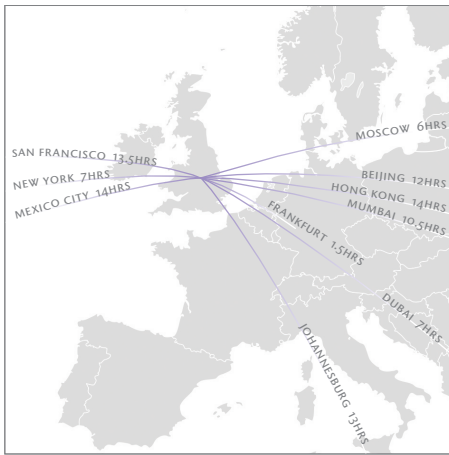 MOSCOW 6HRS
SAN FRANCISCO 13.5HRS
NEW YORK 7HRS
MEXICO CITY 14HRS
BEIJING 12HRS
HONG KONG 14HRS
MUMBAI 10.5HRS
FRANKFURT 1.5HRS
DUBAI 7HRS
JOHANNESBURG 13HRS